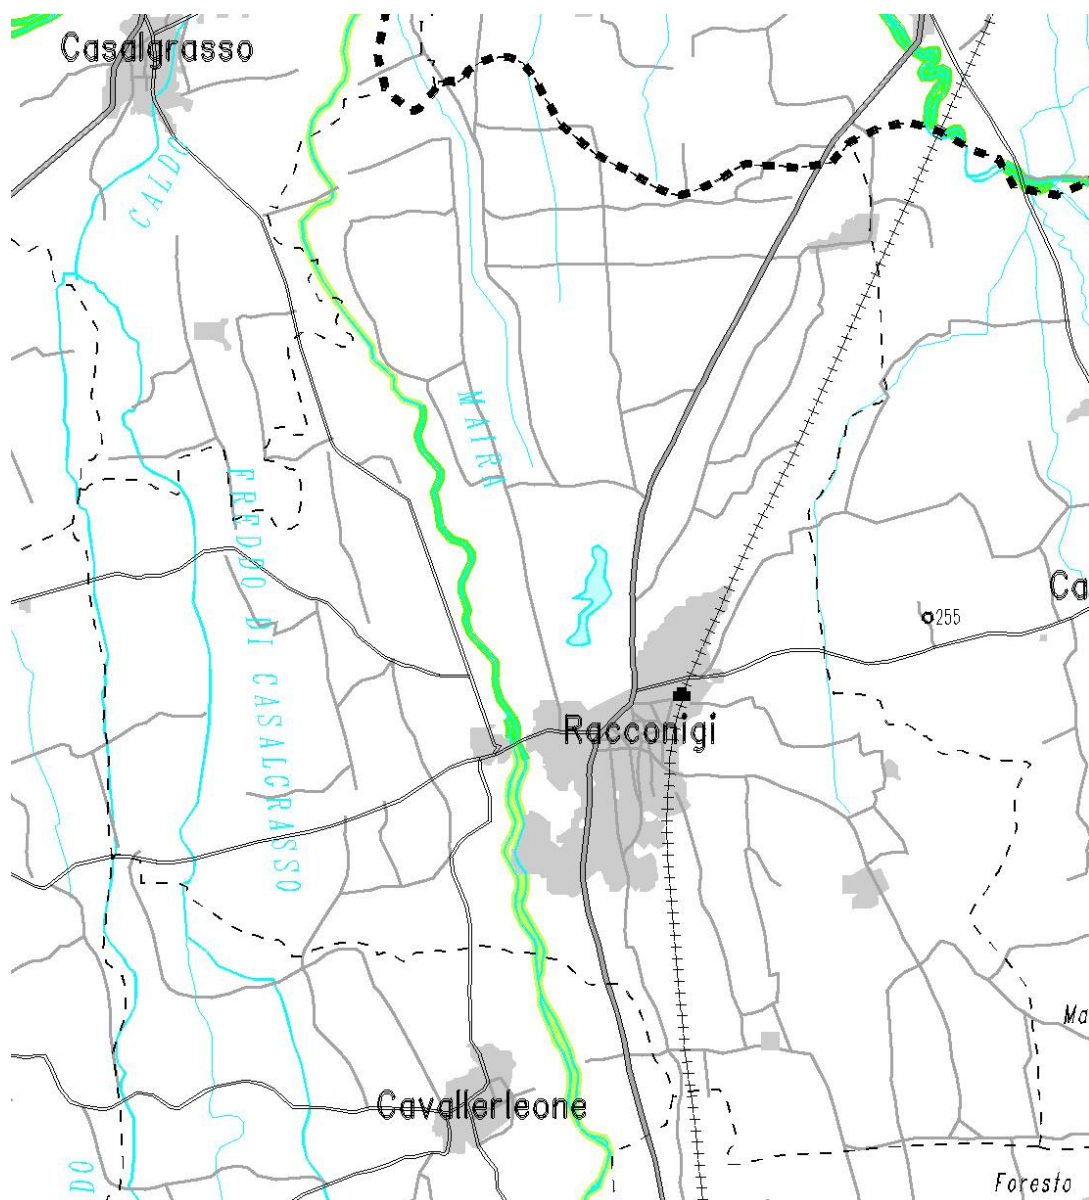 Casalgrasso
CALDO
MAIRA
FREDDO DI CASALGRASSO
Ca
255
Racconigi
Ma
Cavallerleone
DO
Foresto